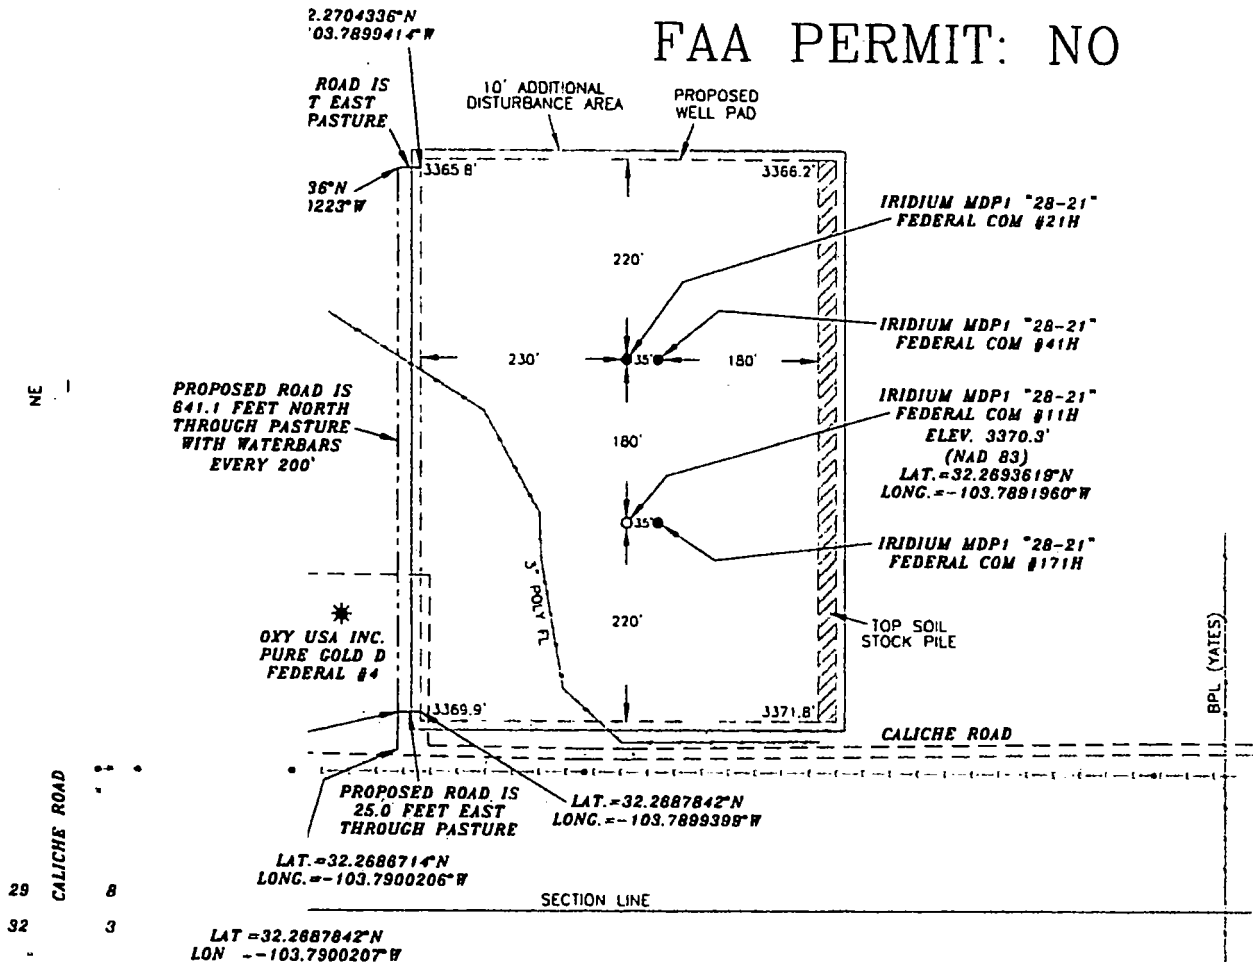 2.2704336°N
03.7899414°W
FAA PERMIT: NO
ROAD IS
T EAST
PASTURE
10' ADDITIONAL
DISTURBANCE AREA
PROPOSED
WELL PAD
36°N
0223°W
3365.8'
3366.2'
IRIDIUM MDP1 "28-21"
FEDERAL COM #21H
220'
IRIDIUM MDP1 "28-21"
FEDERAL COM #41H
230'
35'
180'
NE
PROPOSED ROAD IS
641.1 FEET NORTH
THROUGH PASTURE
WITH WATERBARS
EVERY 200'
IRIDIUM MDP1 "28-21"
FEDERAL COM #11H
ELEV. 3370.3'
(NAD 83)
LAT.=32.2693619°N
LONG.=-103.7891960°W
180'
35'
IRIDIUM MDP1 "28-21"
FEDERAL COM #171H
3" POLY FL
220'
OXY USA INC.
PURE GOLD D
FEDERAL #4
TOP SOIL
STOCK PILE
BPL (YATES)
3369.9'
3371.8'
CALICHE ROAD
PROPOSED ROAD IS
25.0 FEET EAST
THROUGH PASTURE
LAT.=32.2687842°N
LONG.=-103.7899399°W
LAT.=32.2686714°N
LONG.=-103.7900206°W
CALICHE ROAD
SECTION LINE
29 8
32 3
LAT =32.2687842°N
LON --103.7900207°W